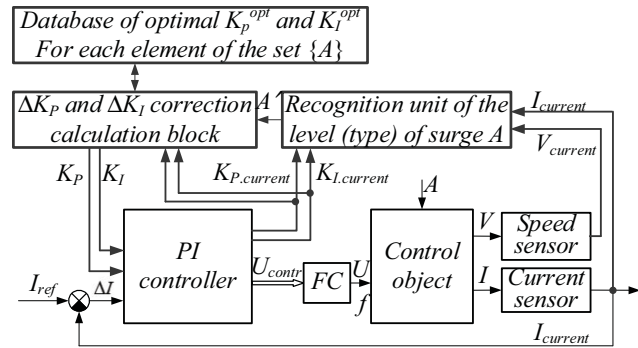 Database of optimal K_p^opt and K_I^opt
For each element of the set {A}
ΔK_P and ΔK_I correction
calculation block
A´
Recognition unit of the
level (type) of surge A
I_current
V_current
K_P
K_I
K_P.current
K_I.current
A
PI
controller
U_contr
FC
U
f
Control
object
V
Speed
sensor
I
Current
sensor
I_ref
ΔI
I_current